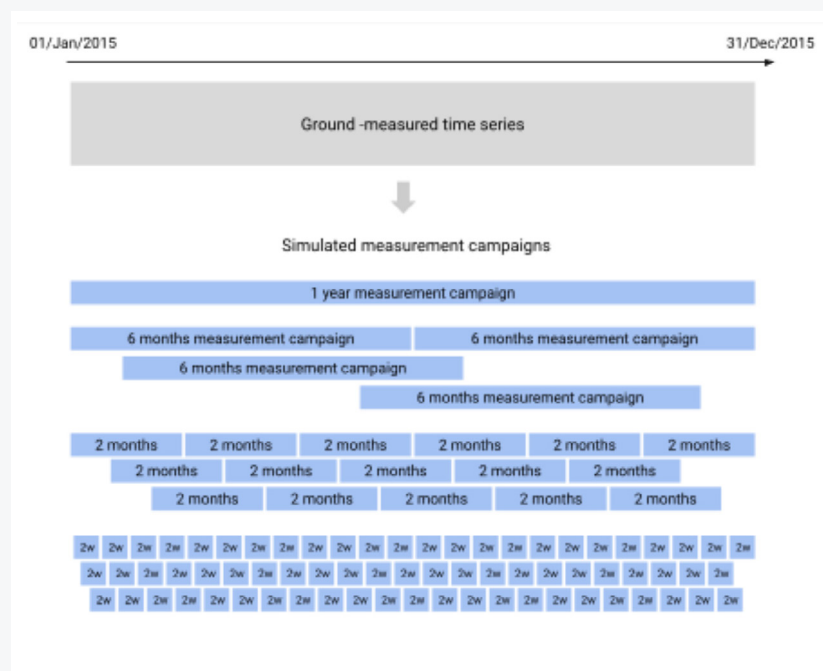 01/Jan/2015 31/Dec/2015
Ground -measured time series
Simulated measurement campaigns
1 year measurement campaign
6 months measurement campaign 6 months measurement campaign
6 months measurement campaign
6 months measurement campaign
2 months 2 months 2 months 2 months 2 months 2 months
2 months 2 months 2 months 2 months 2 months
2 months 2 months 2 months 2 months 2 months
2w 2w 2w 2w 2w 2w 2w 2w 2w 2w 2w 2w 2w 2w 2w 2w 2w 2w 2w 2w 2w 2w 2w 2w
2w 2w 2w 2w 2w 2w 2w 2w 2w 2w 2w 2w 2w 2w 2w 2w 2w 2w 2w 2w 2w 2w 2w
2w 2w 2w 2w 2w 2w 2w 2w 2w 2w 2w 2w 2w 2w 2w 2w 2w 2w 2w 2w 2w 2w 2w